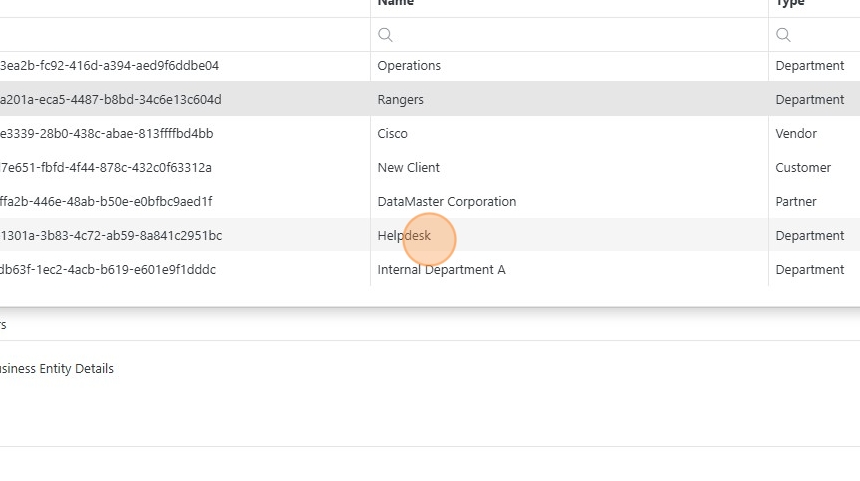 Name Type
3ea2b-fc92-416d-a394-aed9f6ddbe04 Operations Department
a201a-eca5-4487-b8bd-34c6e13c604d Rangers Department
e3339-28b0-438c-abae-813ffffbd4bb Cisco Vendor
7e651-fbfd-4f44-878c-432c0f63312a New Client Customer
ffa2b-446e-48ab-b50e-e0bfbc9aed1f DataMaster Corporation Partner
1301a-3b83-4c72-ab59-8a841c2951bc Helpdesk Department
db63f-1ec2-4acb-b619-e601e9f1dddc Internal Department A Department
rs
usiness Entity Details